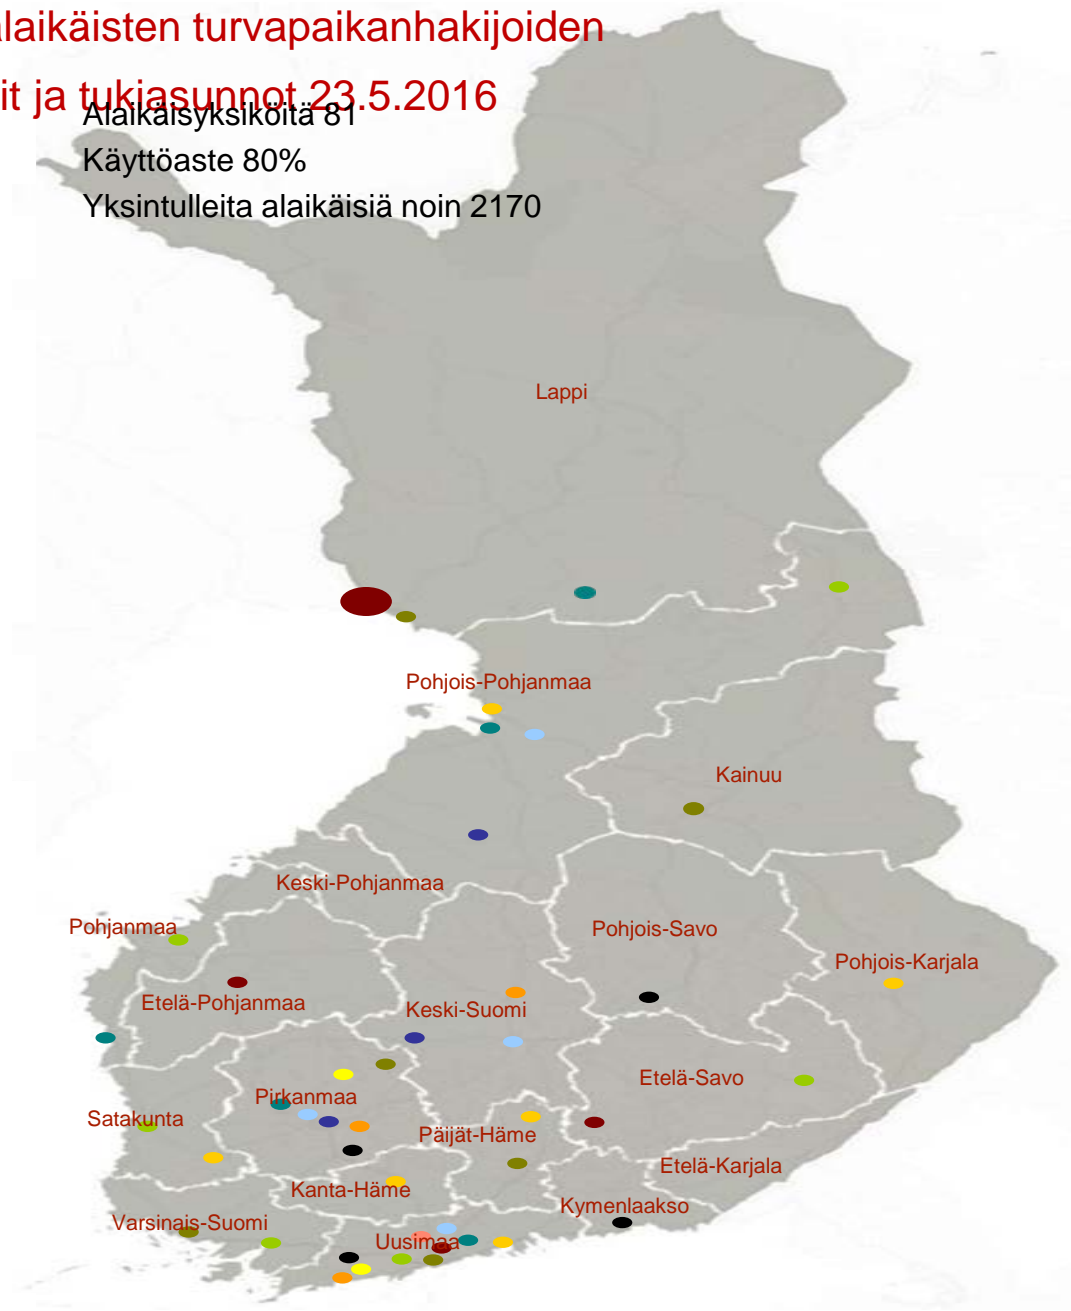 alaikäisten turvapaikanhakijoiden
it ja tukiasunnot 23.5.2016
Alaikäisyksiköitä 81
Käyttöaste 80%
Yksintulleita alaikäisiä noin 2170
Lappi
Pohjois-Pohjanmaa
Kainuu
Keski-Pohjanmaa
Pohjanmaa
Pohjois-Savo
Pohjois-Karjala
Etelä-Pohjanmaa
Keski-Suomi
Etelä-Savo
Pirkanmaa
Satakunta
Päijät-Häme
Etelä-Karjala
Kanta-Häme
Kymenlaakso
Varsinais-Suomi
Uusimaa